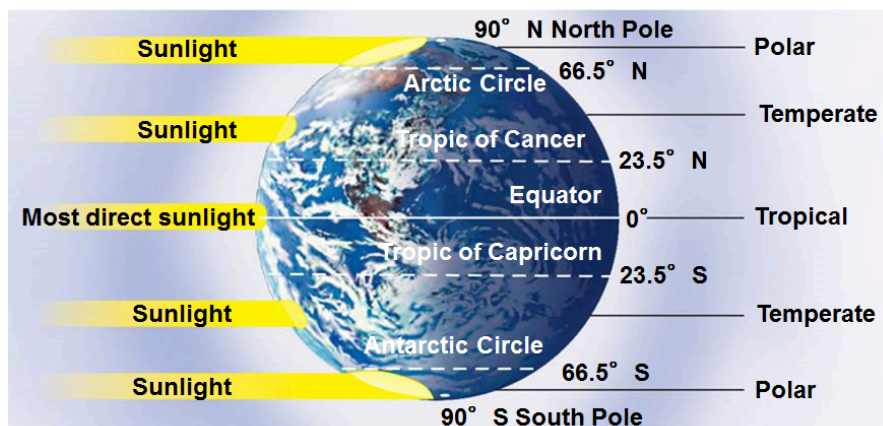 90° N North Pole
Sunlight
Polar
66.5° N
Arctic Circle
Temperate
Sunlight
Tropic of Cancer
23.5° N
Equator
Most direct sunlight
0°
Tropical
Tropic of Capricorn
23.5° S
Sunlight
Temperate
Antarctic Circle
66.5° S
Sunlight
Polar
90° S South Pole